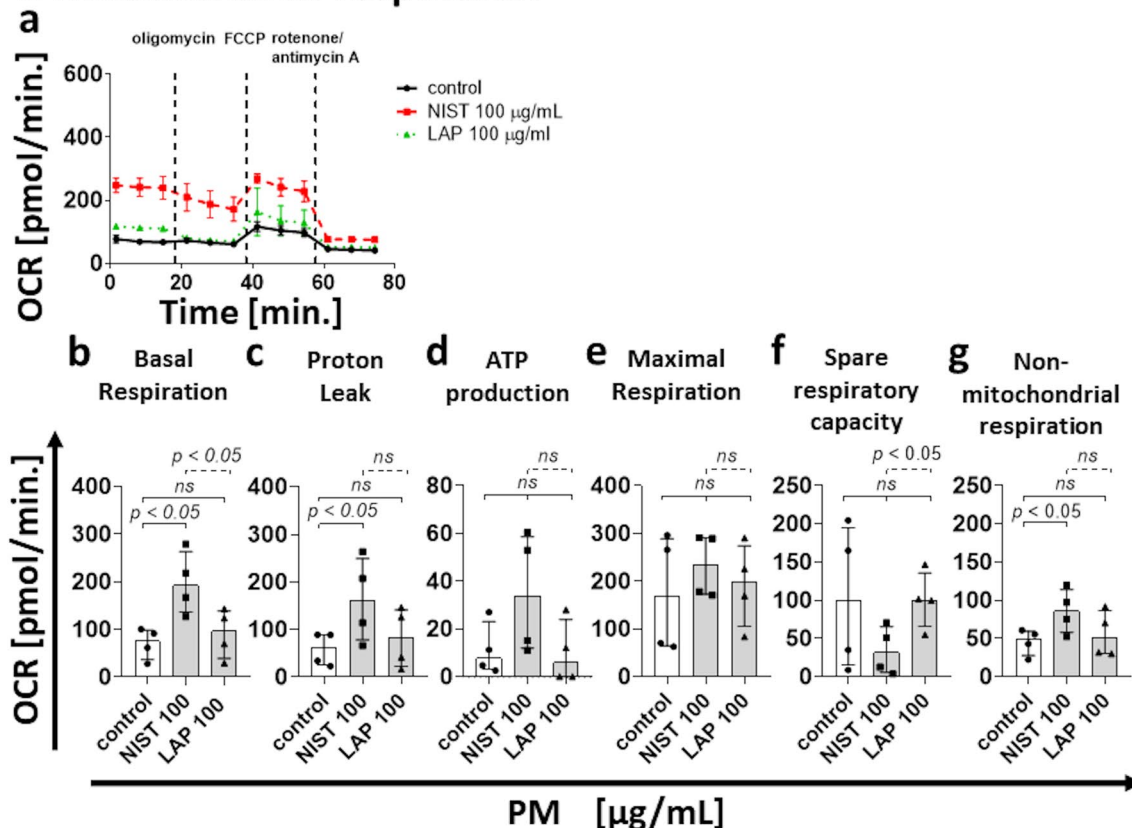 a
oligomycin FCCP rotenone/
antimycin A
600
400
200
0
OCR [pmol/min.]
0 20 40 60 80
Time [min.]
control
NIST 100 μg/mL
LAP 100 μg/ml
b Basal
Respiration
c Proton
Leak
d ATP
production
e Maximal
Respiration
f Spare
respiratory
capacity
g Non-
mitochondrial
respiration
OCR [pmol/min.]
p < 0.05
ns
p < 0.05
400
300
200
100
0
control
NIST 100
LAP 100
ns
ns
p < 0.05
400
300
200
100
0
control
NIST 100
LAP 100
ns
ns
80
60
40
20
0
control
NIST 100
LAP 100
ns
ns
400
300
200
100
0
control
NIST 100
LAP 100
p < 0.05
ns
250
200
150
100
50
0
control
NIST 100
LAP 100
ns
ns
p < 0.05
250
200
150
100
50
0
control
NIST 100
LAP 100
PM [μg/mL]